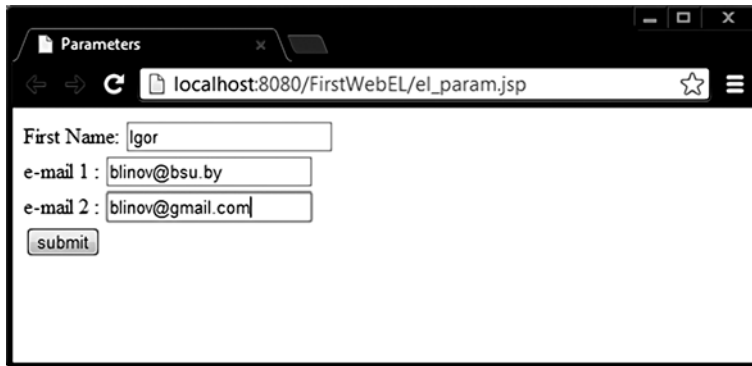 Parameters
localhost:8080/FirstWebEL/el_param.jsp
First Name: Igor
e-mail 1 : blinov@bsu.by
e-mail 2 : blinov@gmail.com
submit